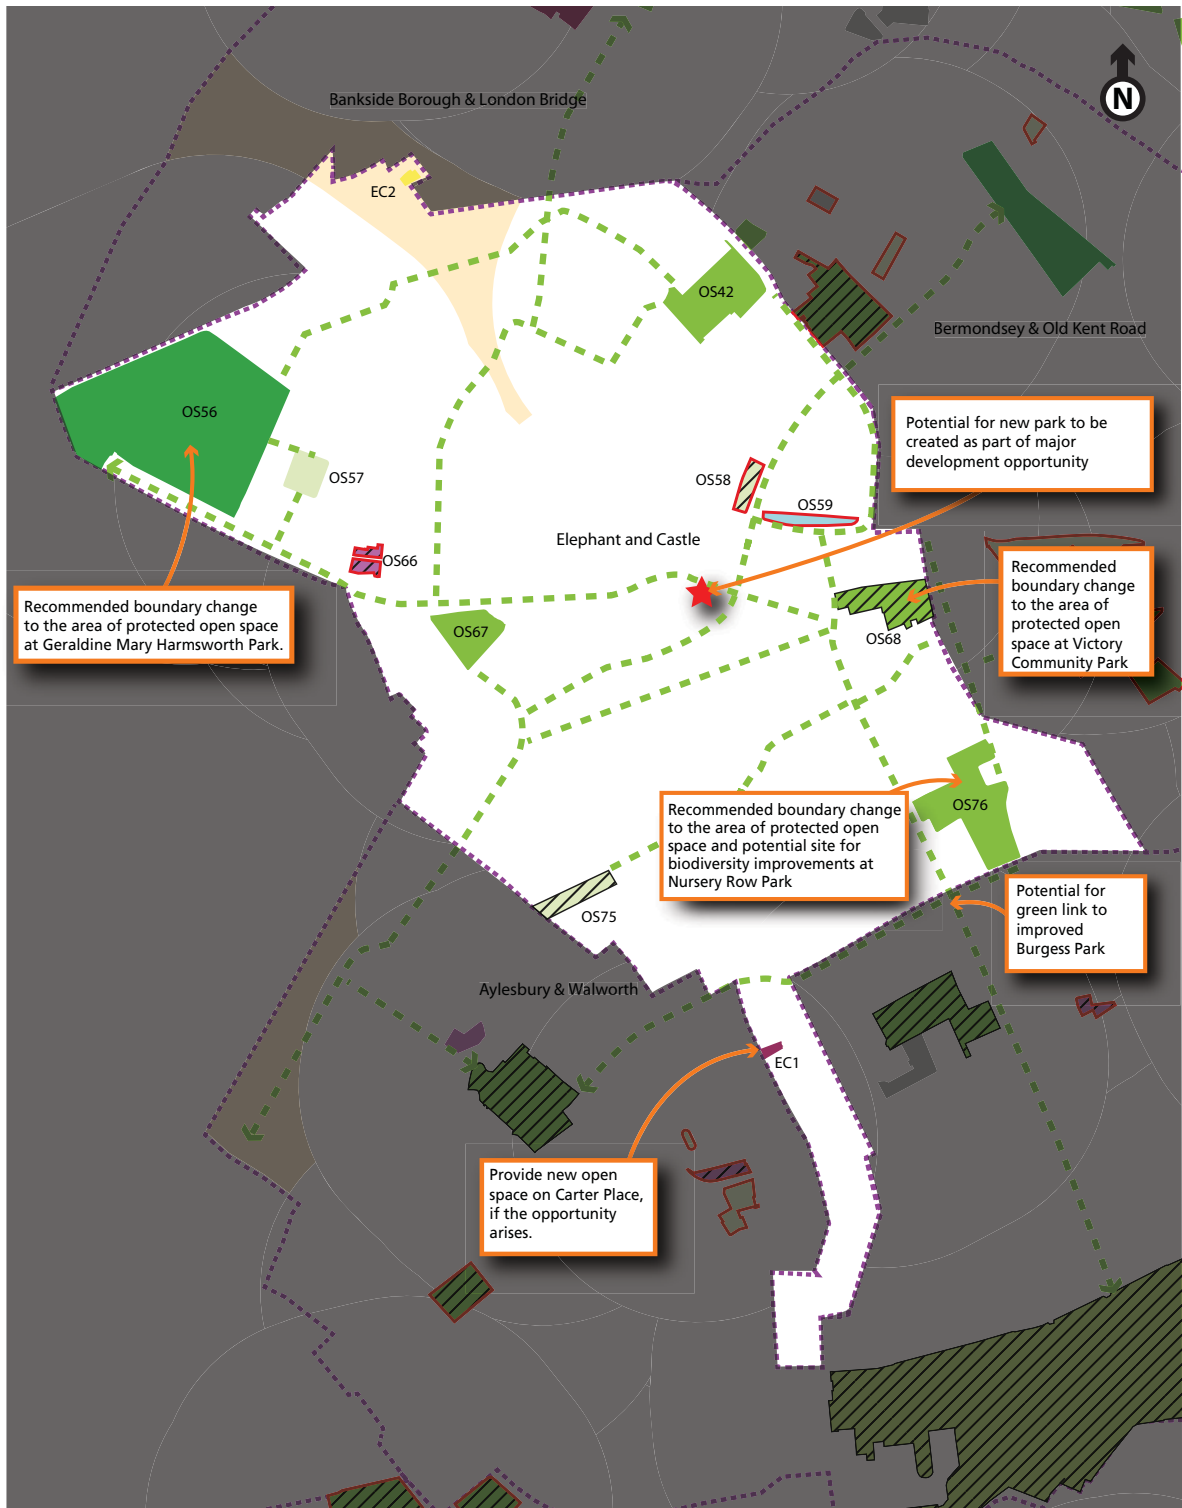 Bankside Borough & London Bridge
N
EC2
OS42
Bermondsey & Old Kent Road
OS56
Potential for new park to be
created as part of major
development opportunity
OS57
OS58
OS59
Elephant and Castle
OS66
Recommended
boundary change
to the area of
protected open
space at Victory
Community Park
Recommended boundary change
to the area of protected open space
at Geraldine Mary Harmsworth Park.
OS67
OS68
Recommended boundary change
to the area of protected open
space and potential site for
biodiversity improvements at
Nursery Row Park
OS76
OS75
Potential for
green link to
improved
Burgess Park
Aylesbury & Walworth
EC1
Provide new open
space on Carter Place,
if the opportunity
arises.